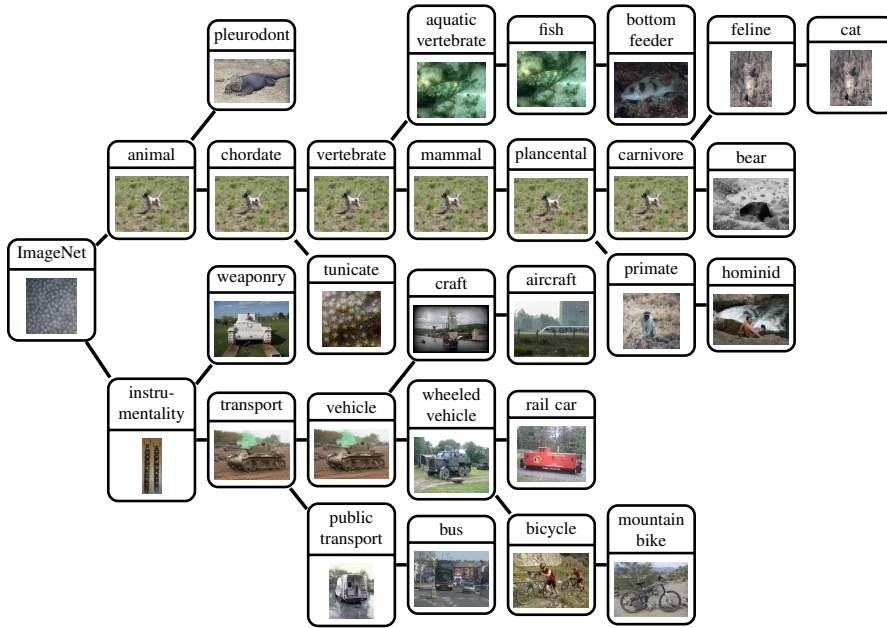 pleurodont
aquatic
vertebrate
fish
bottom
feeder
feline
cat
animal
chordate
vertebrate
mammal
plancental
carnivore
bear
ImageNet
weaponry
tunicate
craft
aircraft
primate
hominid
instru-
mentality
transport
vehicle
wheeled
vehicle
rail car
public
transport
bus
bicycle
mountain
bike